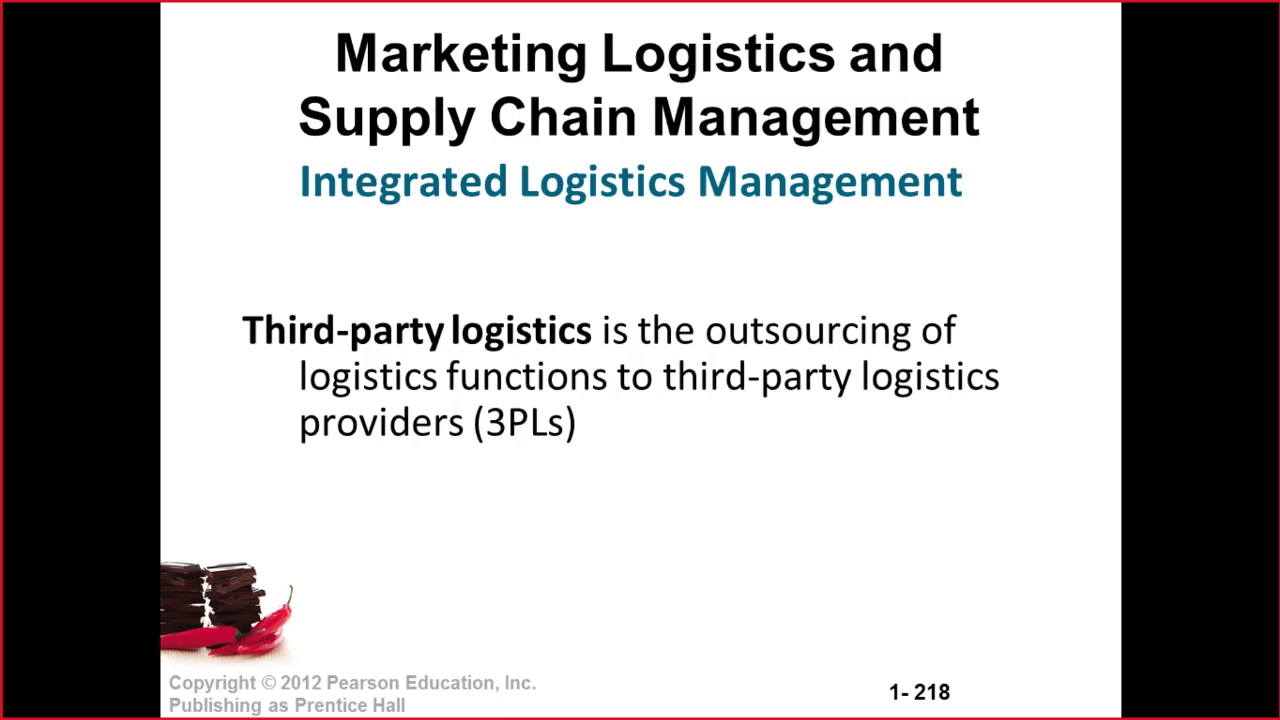 Marketing Logistics and
Supply Chain Management
Integrated Logistics Management
Third-party logistics is the outsourcing of
logistics functions to third-party logistics
providers (3PLs)
Copyright © 2012 Pearson Education, Inc.
Publishing as Prentice Hall
1- 218